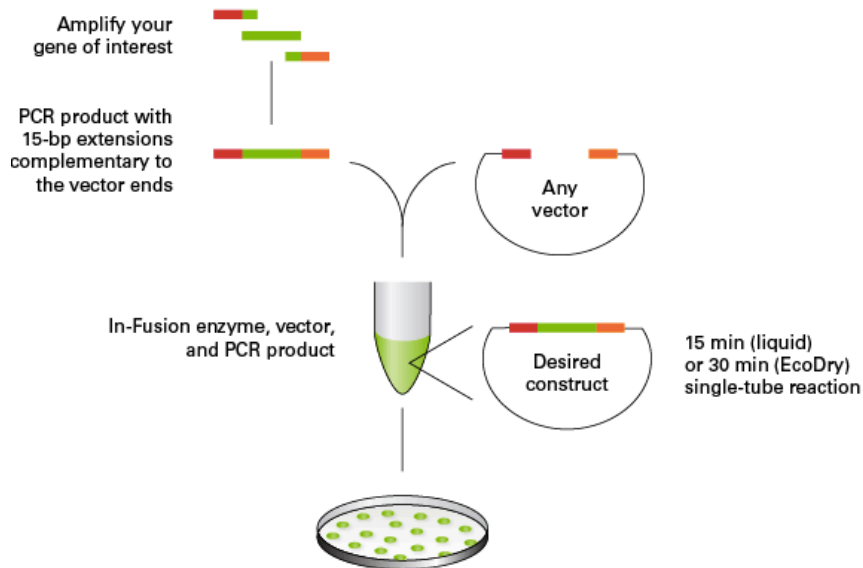 Amplify your
gene of interest
PCR product with
15-bp extensions
complementary to
the vector ends
Any
vector
In-Fusion enzyme, vector,
and PCR product
Desired
construct
15 min (liquid)
or 30 min (EcoDry)
single-tube reaction